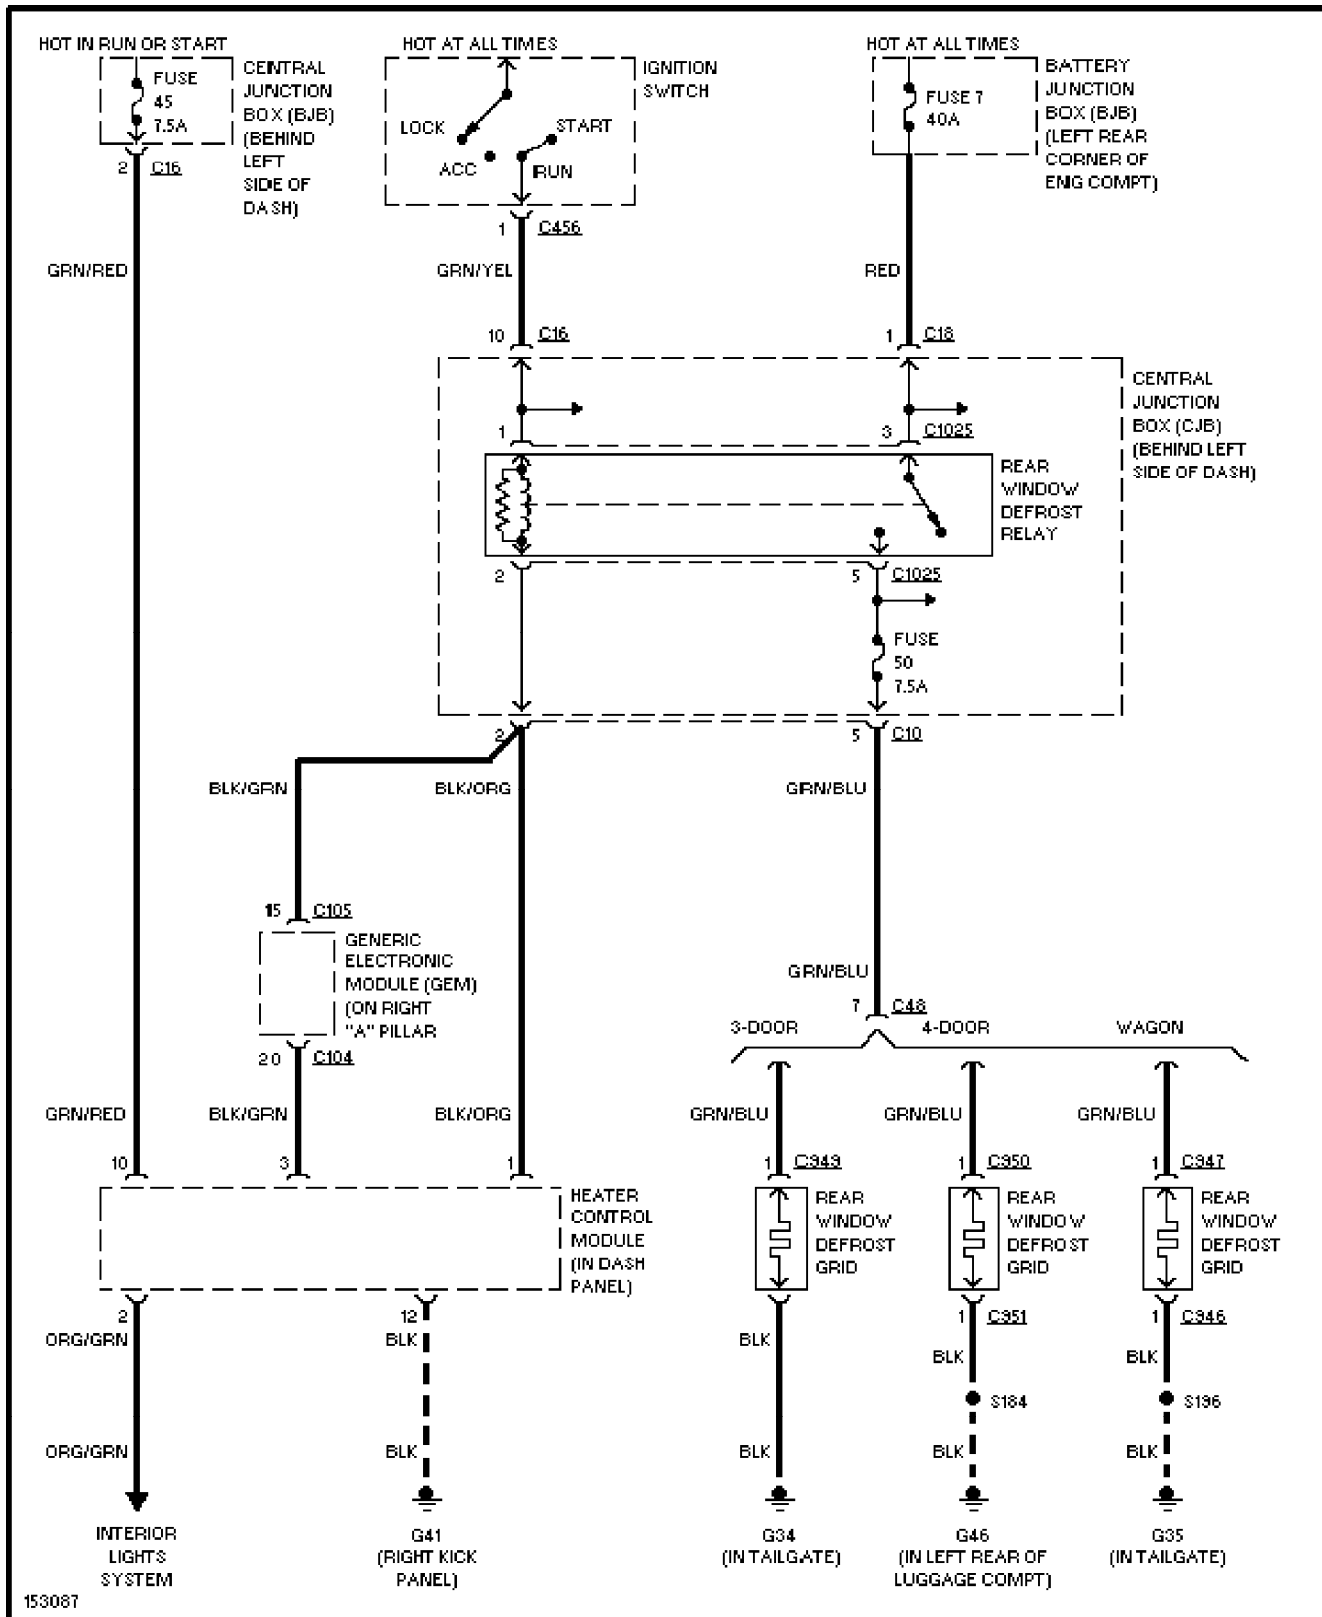 HOT IN RUN OR START
FUSE
45
7.5A
CENTRAL
JUNCTION
BOX (BJB)
(BEHIND
LEFT
SIDE OF
DASH)
2 C16
HOT AT ALL TIMES
IGNITION
SWITCH
LOCK
START
ACC
RUN
1 C456
HOT AT ALL TIMES
FUSE 7
40A
BATTERY
JUNCTION
BOX (BJB)
(LEFT REAR
CORNER OF
ENG COMPT)
GRN/RED
GRN/YEL
RED
10 C16
1 C18
CENTRAL
JUNCTION
BOX (CJB)
(BEHIND LEFT
SIDE OF DASH)
1
3 C1025
REAR
WINDOW
DEFROST
RELAY
2
5 C1025
FUSE
50
7.5A
2
5 C10
BLK/GRN
BLK/ORG
GRN/BLU
15 C105
GENERIC
ELECTRONIC
MODULE (GEM)
(ON RIGHT
"A" PILLAR
20 C104
GRN/BLU
7 C48
3-DOOR
4-DOOR
WAGON
GRN/RED
BLK/GRN
BLK/ORG
GRN/BLU
GRN/BLU
GRN/BLU
10
3
1
1 C949
1 C950
1 C947
HEATER
CONTROL
MODULE
(IN DASH
PANEL)
REAR
WINDOW
DEFROST
GRID
REAR
WINDOW
DEFROST
GRID
REAR
WINDOW
DEFROST
GRID
2
12
1 C951
1 C946
ORG/GRN
BLK
BLK
BLK
BLK
S184
S196
ORG/GRN
BLK
BLK
BLK
BLK
INTERIOR
LIGHTS
SYSTEM
G41
(RIGHT KICK
PANEL)
G34
(IN TAILGATE)
G46
(IN LEFT REAR OF
LUGGAGE COMPT)
G35
(IN TAILGATE)
153087